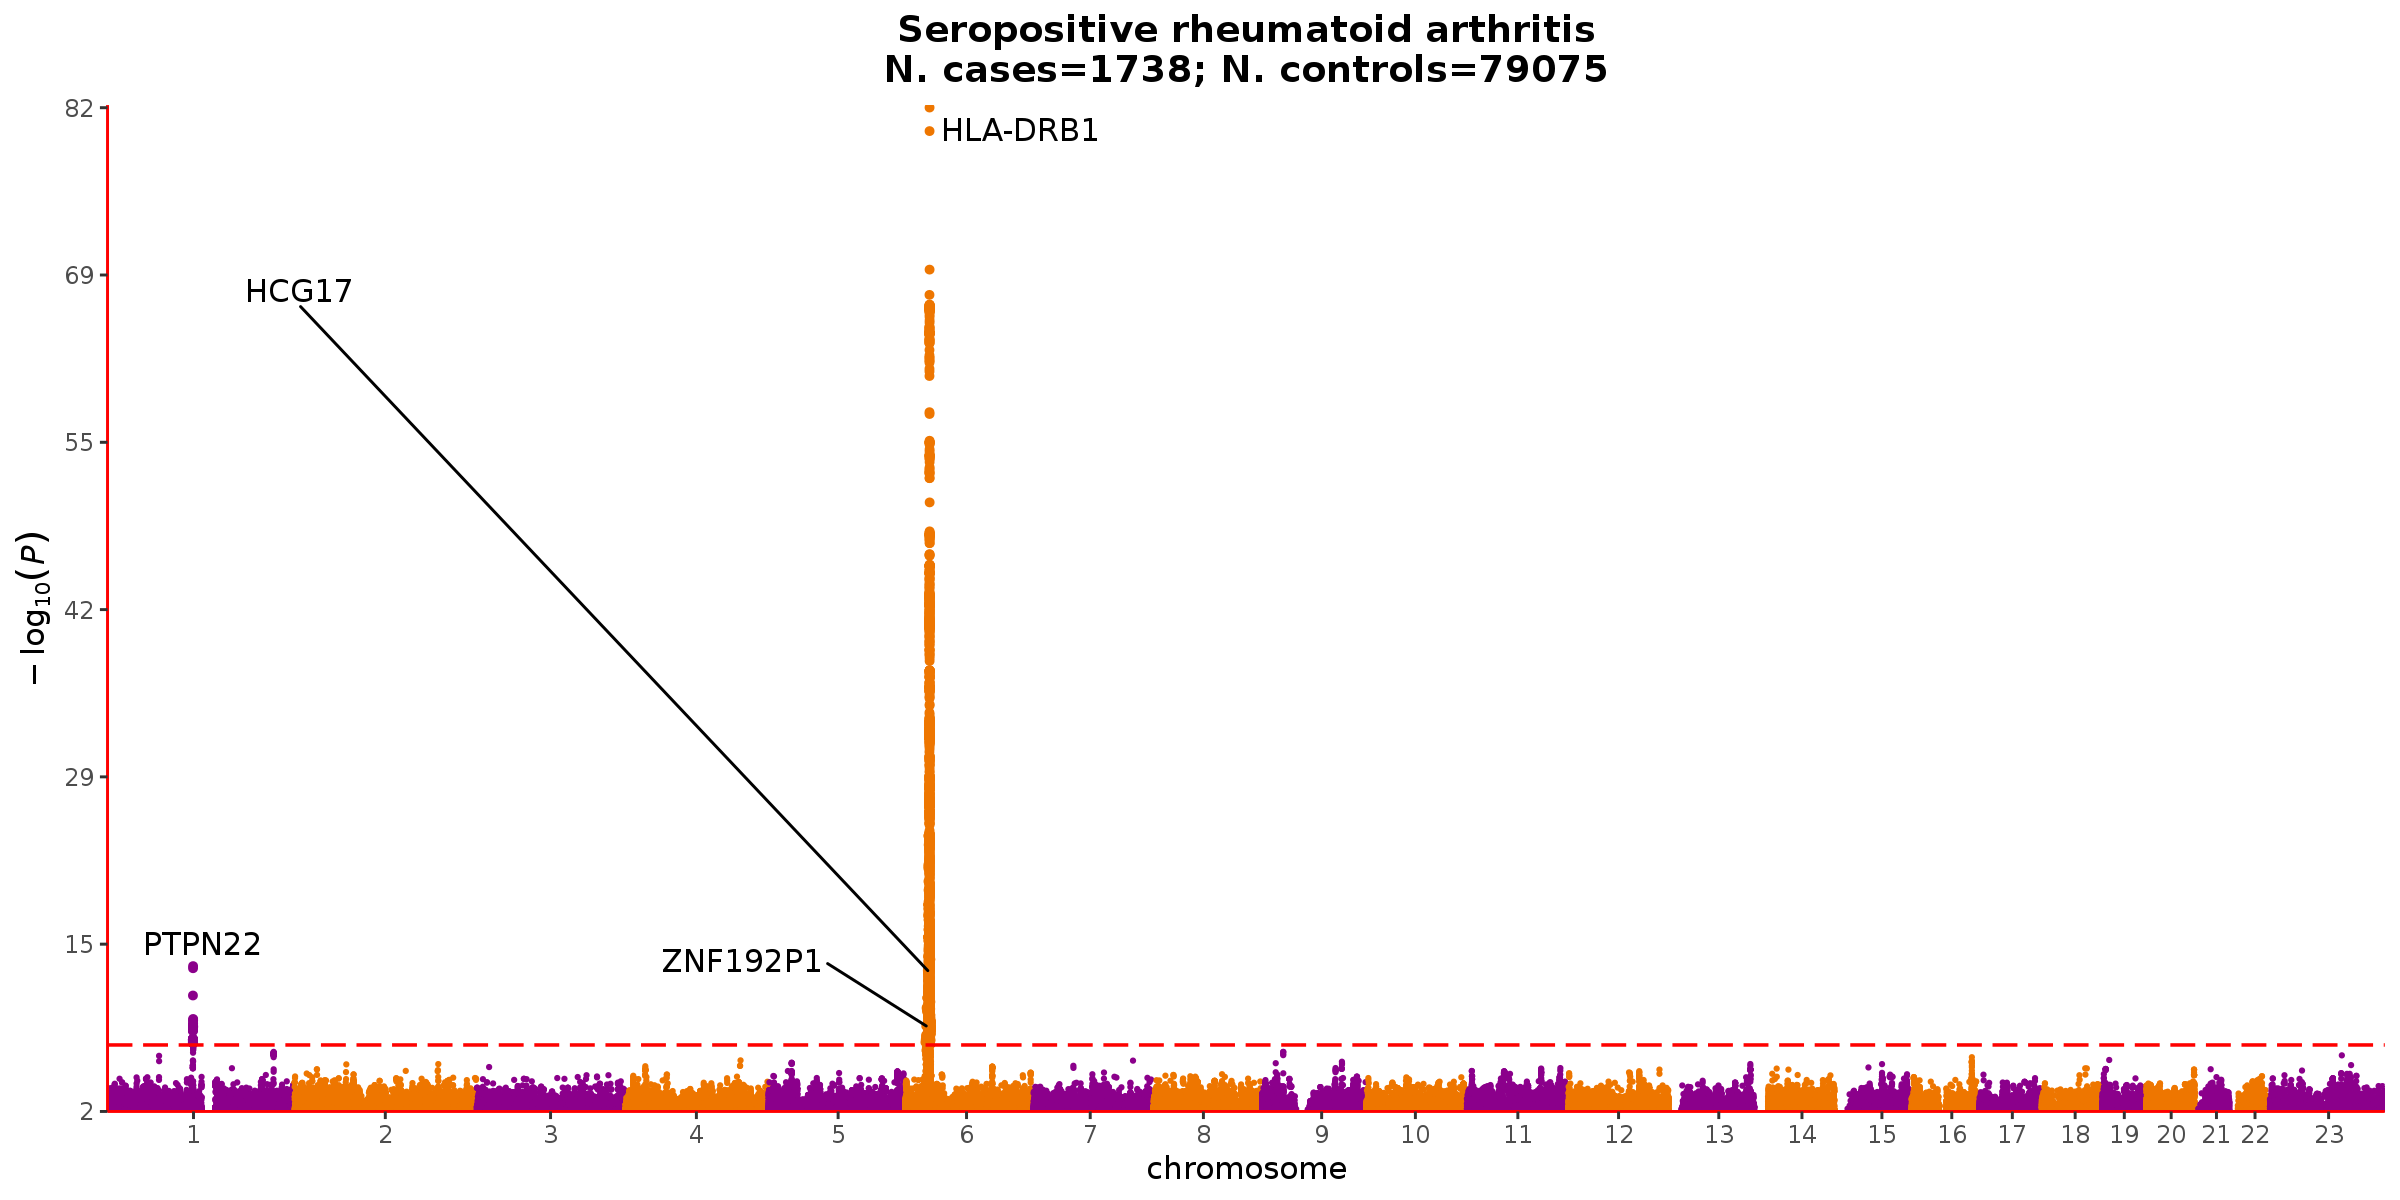 Seropositive rheumatoid arthritis
N. cases=1738; N. controls=79075
82
HLA-DRB1
69
HCG17
55
−log₁₀(P)
42
29
15
PTPN22
ZNF192P1
2
1 2 3 4 5 6 7 8 9 10 11 12 13 14 15 16 17 18 19 20 21 22 23
chromosome